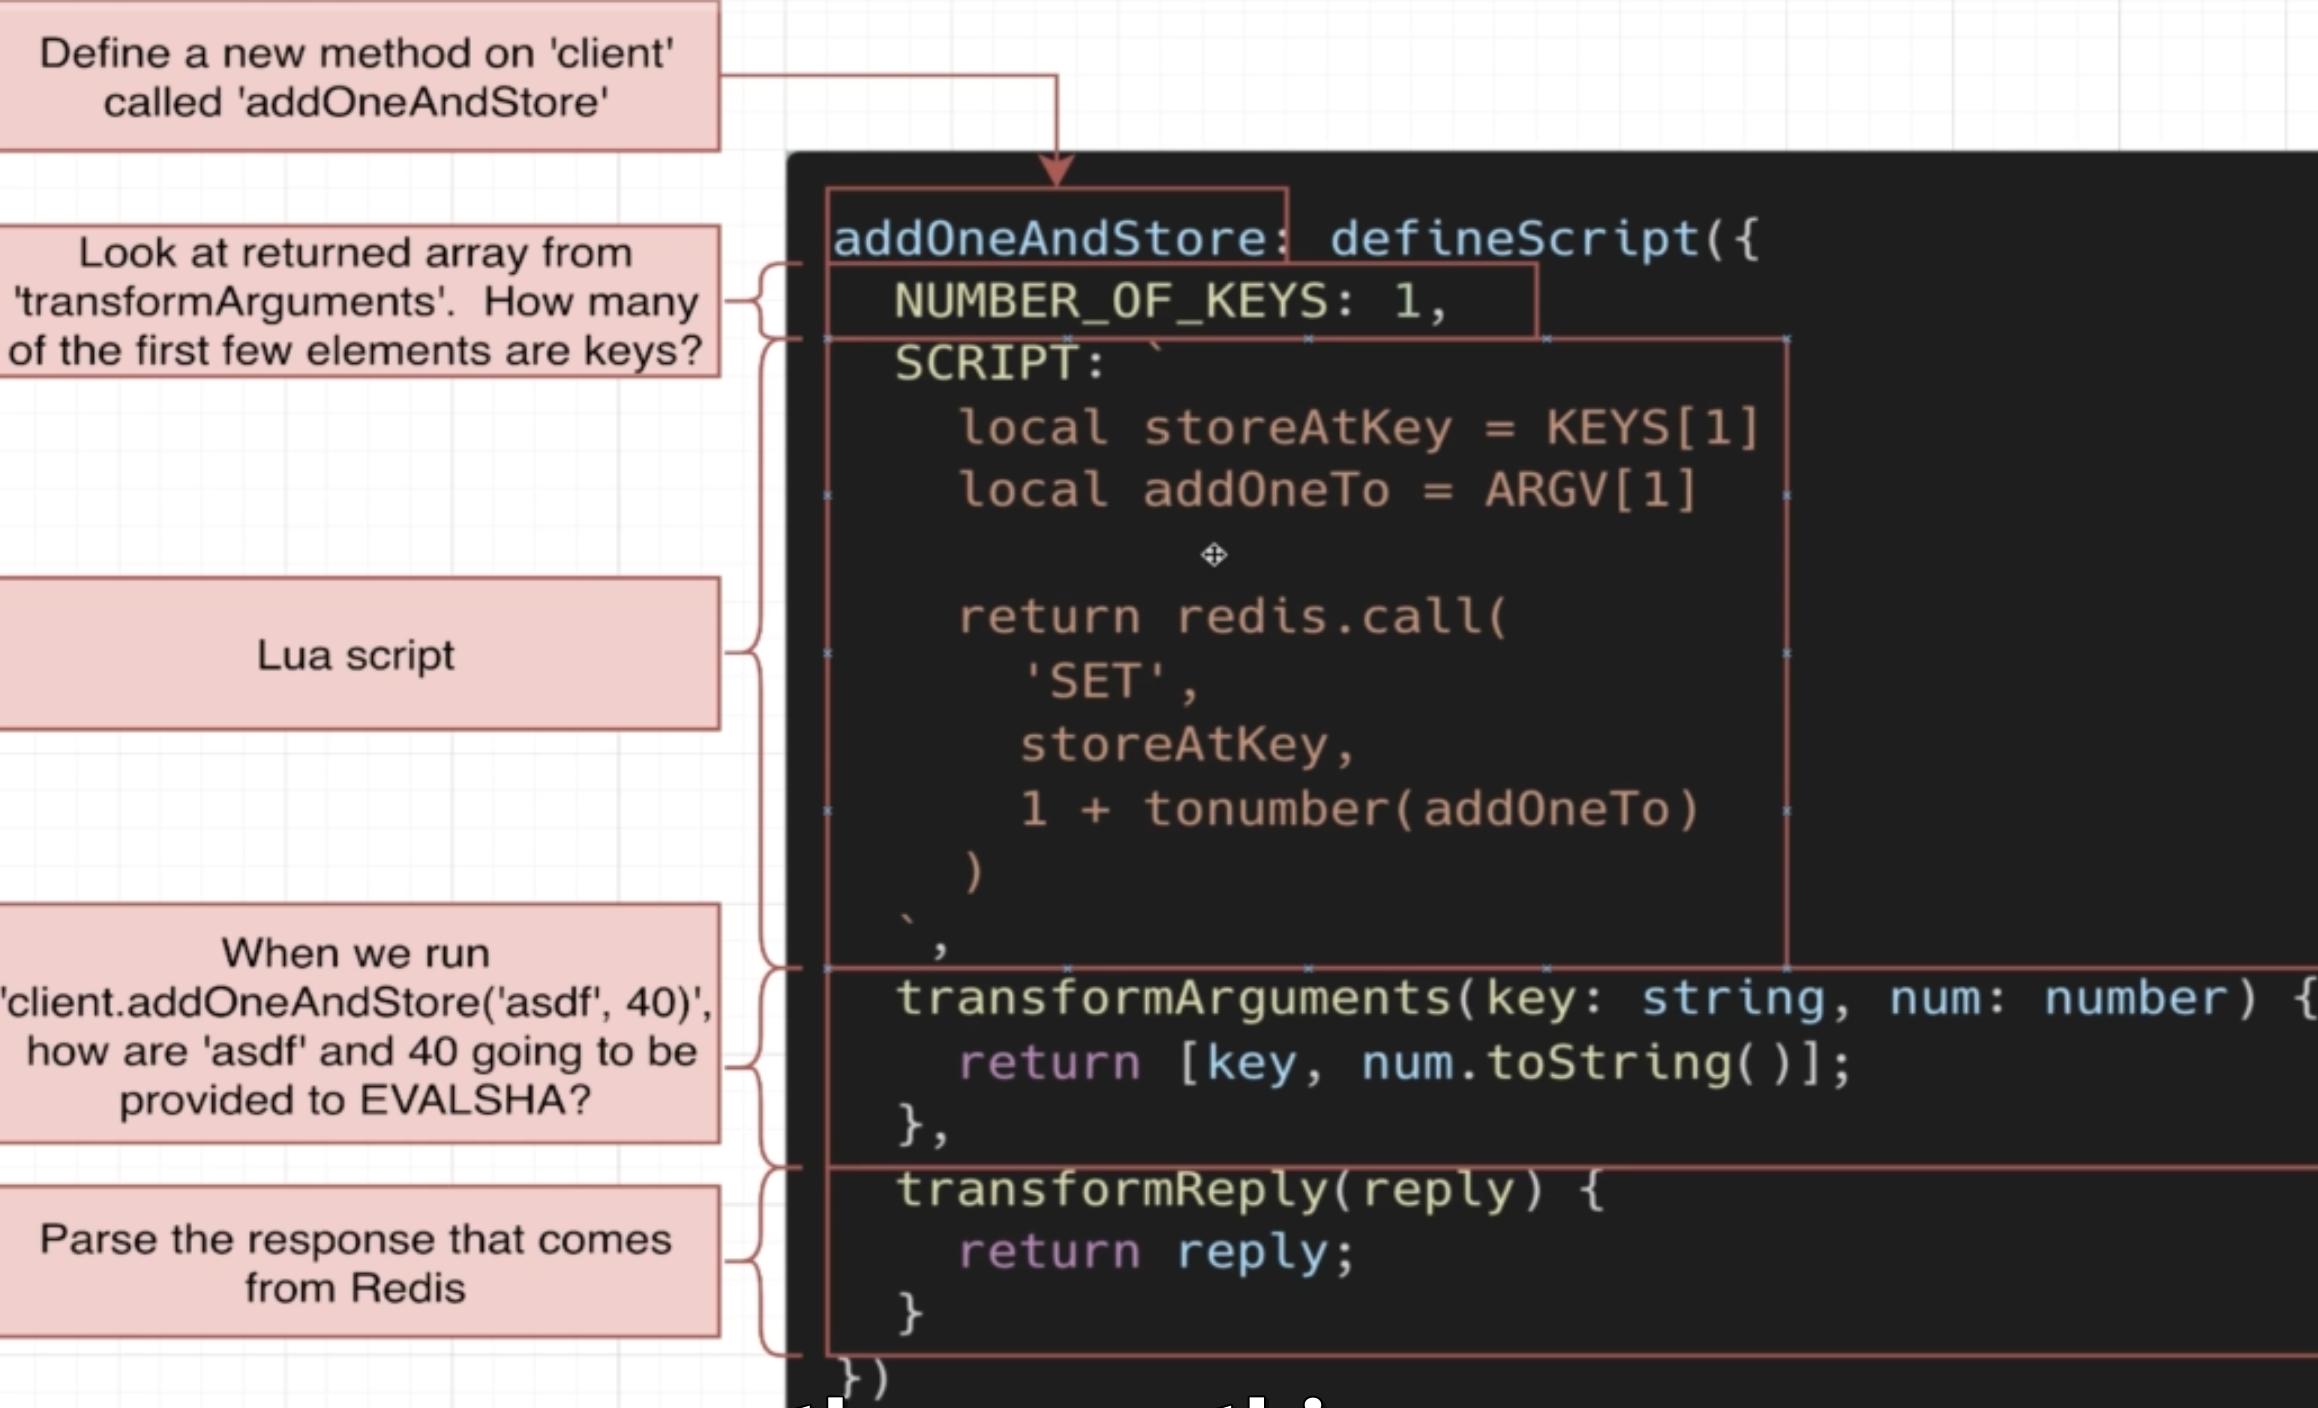 Define a new method on 'client'
called 'addOneAndStore'
Look at returned array from
'transformArguments'.  How many
of the first few elements are keys?
Lua script
When we run
'client.addOneAndStore('asdf', 40)',
how are 'asdf' and 40 going to be
provided to EVALSHA?
Parse the response that comes
from Redis
addOneAndStore: defineScript({
  NUMBER_OF_KEYS: 1,
  SCRIPT: `
    local storeAtKey = KEYS[1]
    local addOneTo = ARGV[1]
    return redis.call(
      'SET',
      storeAtKey,
      1 + tonumber(addOneTo)
    )
  `,
  transformArguments(key: string, num: number) {
    return [key, num.toString()];
  },
  transformReply(reply) {
    return reply;
  }
})